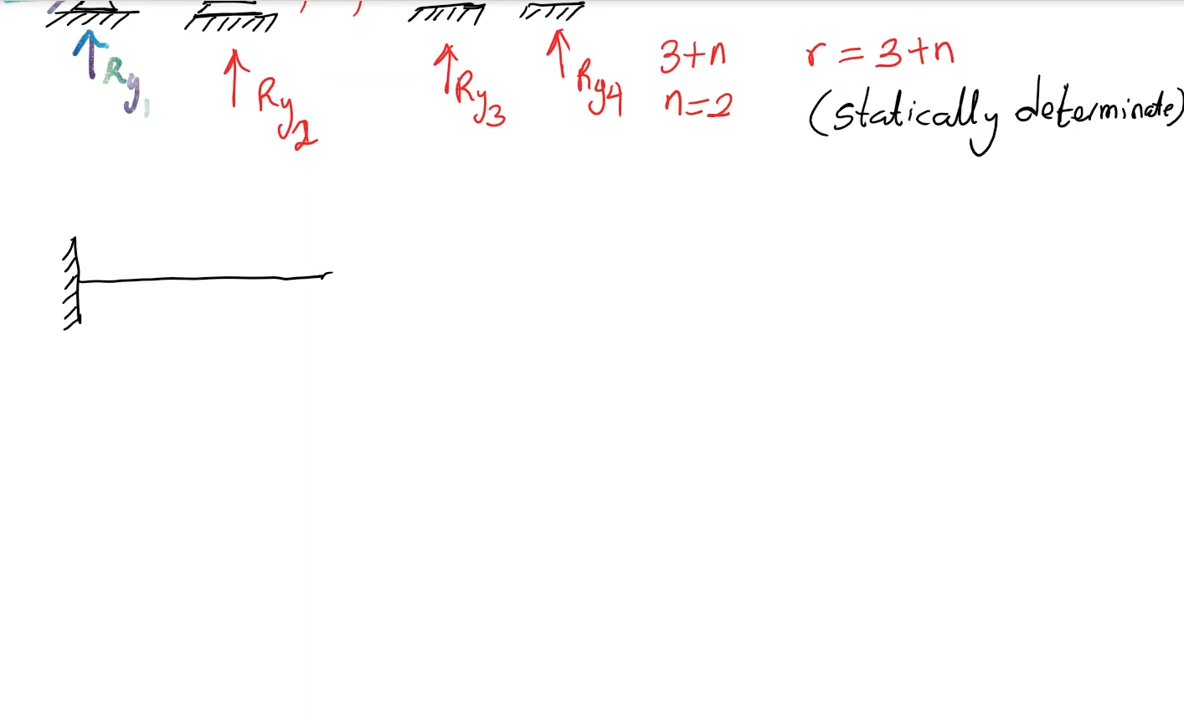 3+n r = 3+n
Ry1 Ry2 Ry3 Ry4 n=2 (statically determinate)